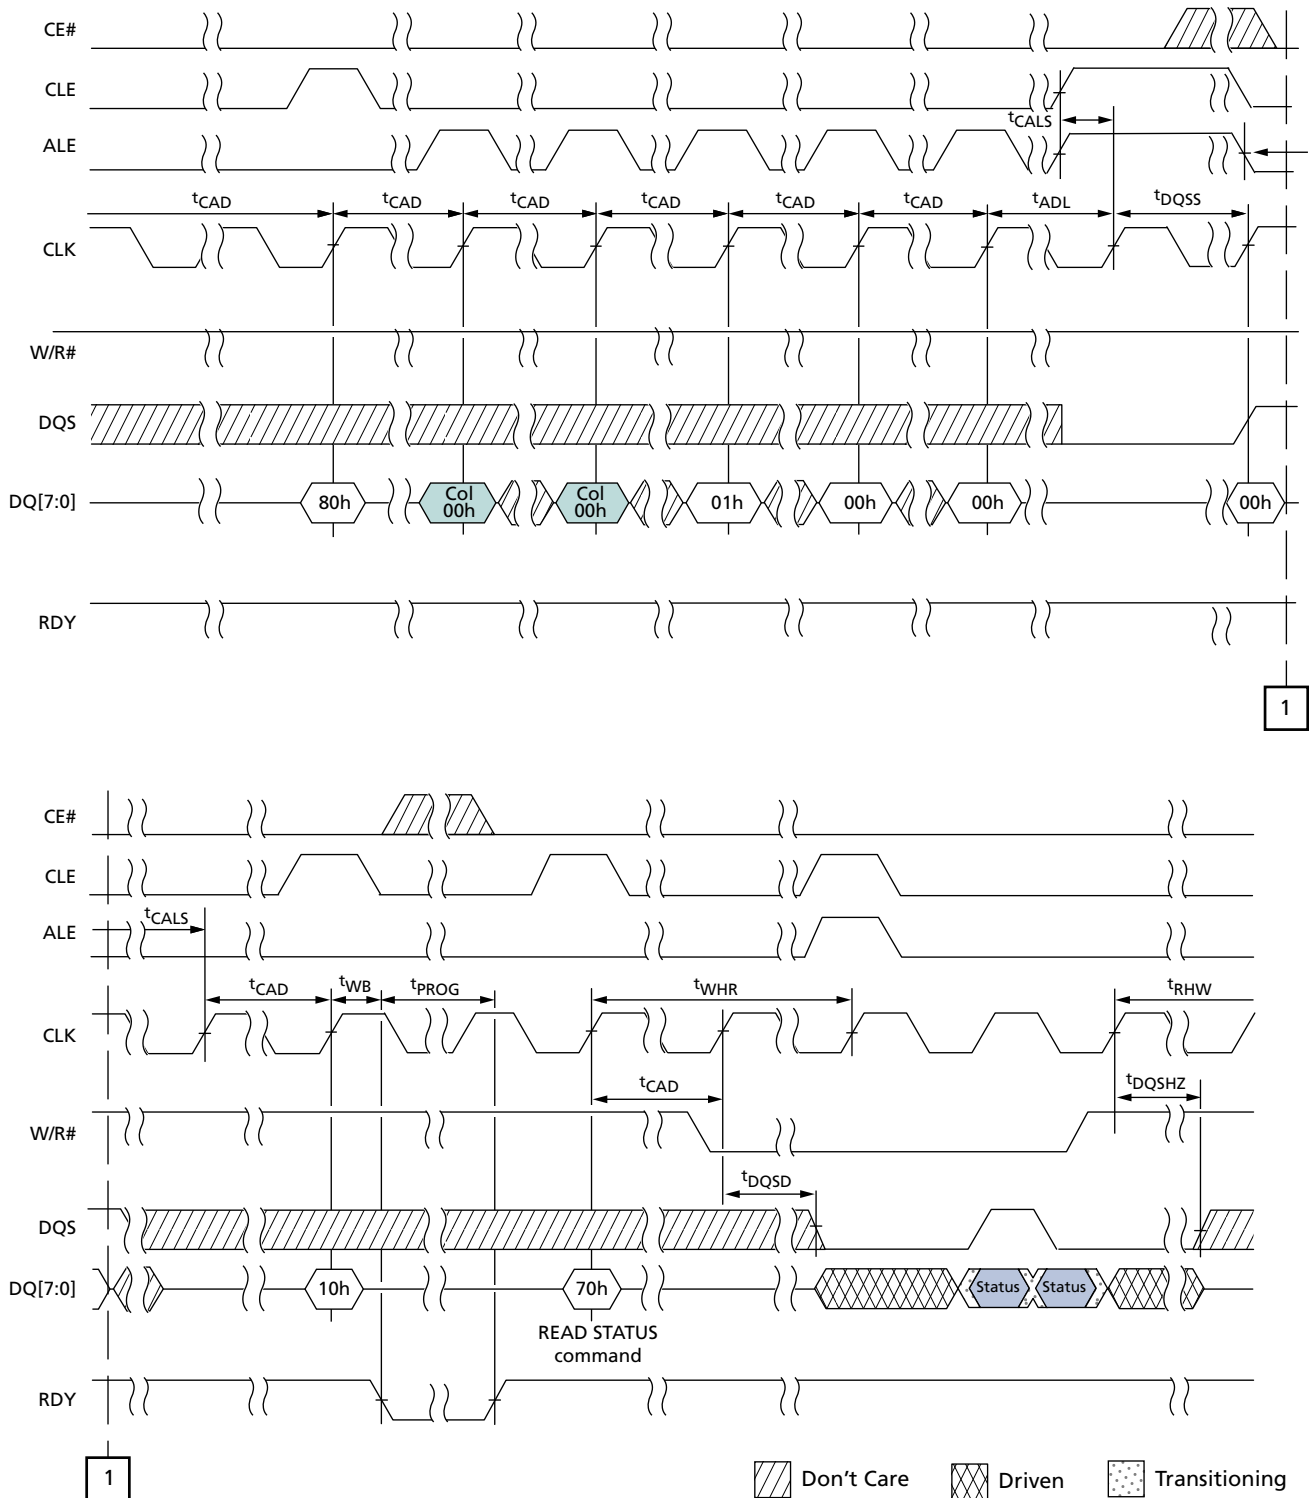 CE#
CLE
tCALS
ALE
tCAD tCAD tCAD tCAD tCAD tCAD tADL tDQSS
CLK
W/R#
DQS
DQ[7:0] 80h Col 00h Col 00h 01h 00h 00h 00h
RDY
1
CE#
CLE
tCALS
ALE
tCAD tWB tPROG tWHR tRHW
CLK
tCAD tDQSHZ
W/R#
tDQSD
DQS
DQ[7:0] 10h 70h Status Status
READ STATUS
command
RDY
1
Don't Care Driven Transitioning